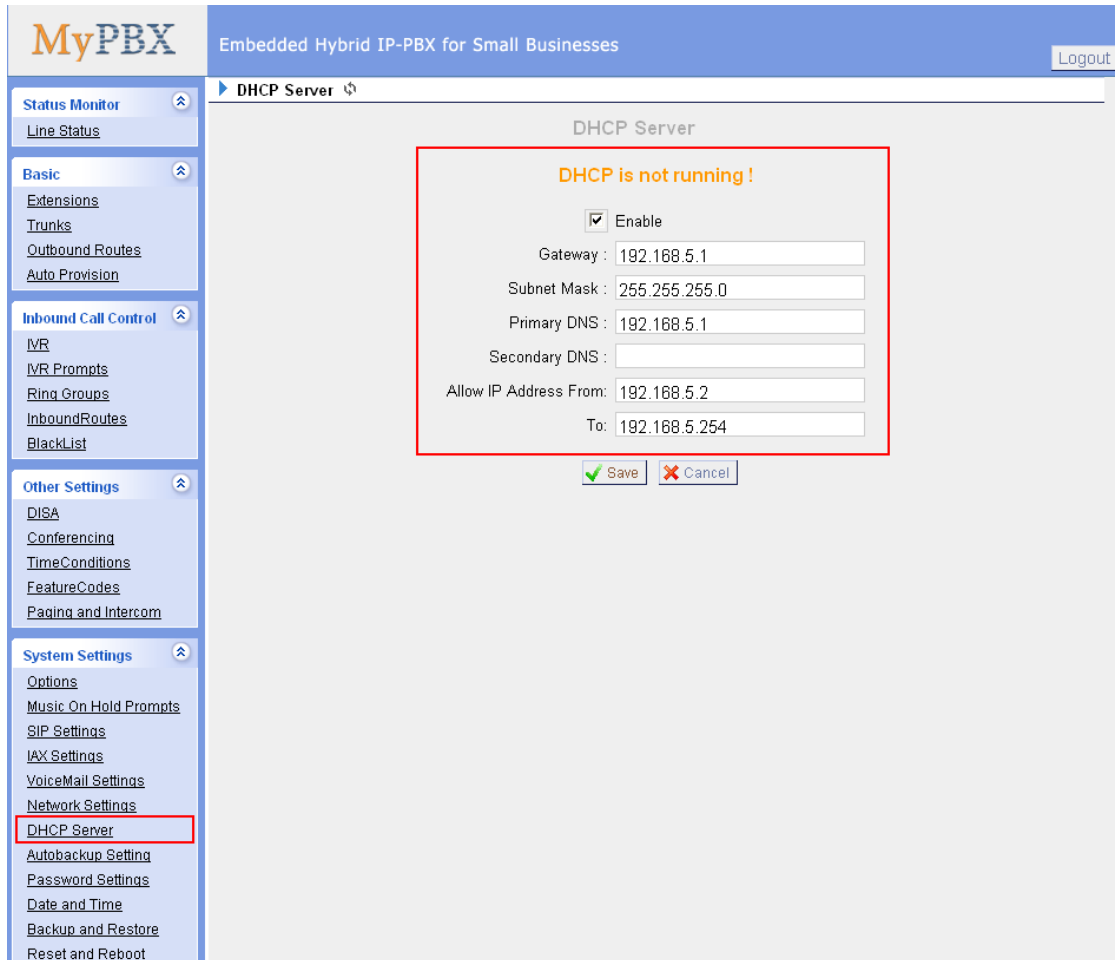 MyPBX
Embedded Hybrid IP-PBX for Small Businesses
Logout
Status Monitor
Line Status
Basic
Extensions
Trunks
Outbound Routes
Auto Provision
Inbound Call Control
IVR
IVR Prompts
Ring Groups
InboundRoutes
BlackList
Other Settings
DISA
Conferencing
TimeConditions
FeatureCodes
Paging and Intercom
System Settings
Options
Music On Hold Prompts
SIP Settings
IAX Settings
VoiceMail Settings
Network Settings
DHCP Server
Autobackup Setting
Password Settings
Date and Time
Backup and Restore
Reset and Reboot
DHCP Server
DHCP Server
DHCP is not running !
Enable
Gateway : 192.168.5.1
Subnet Mask : 255.255.255.0
Primary DNS : 192.168.5.1
Secondary DNS :
Allow IP Address From: 192.168.5.2
To: 192.168.5.254
Save Cancel